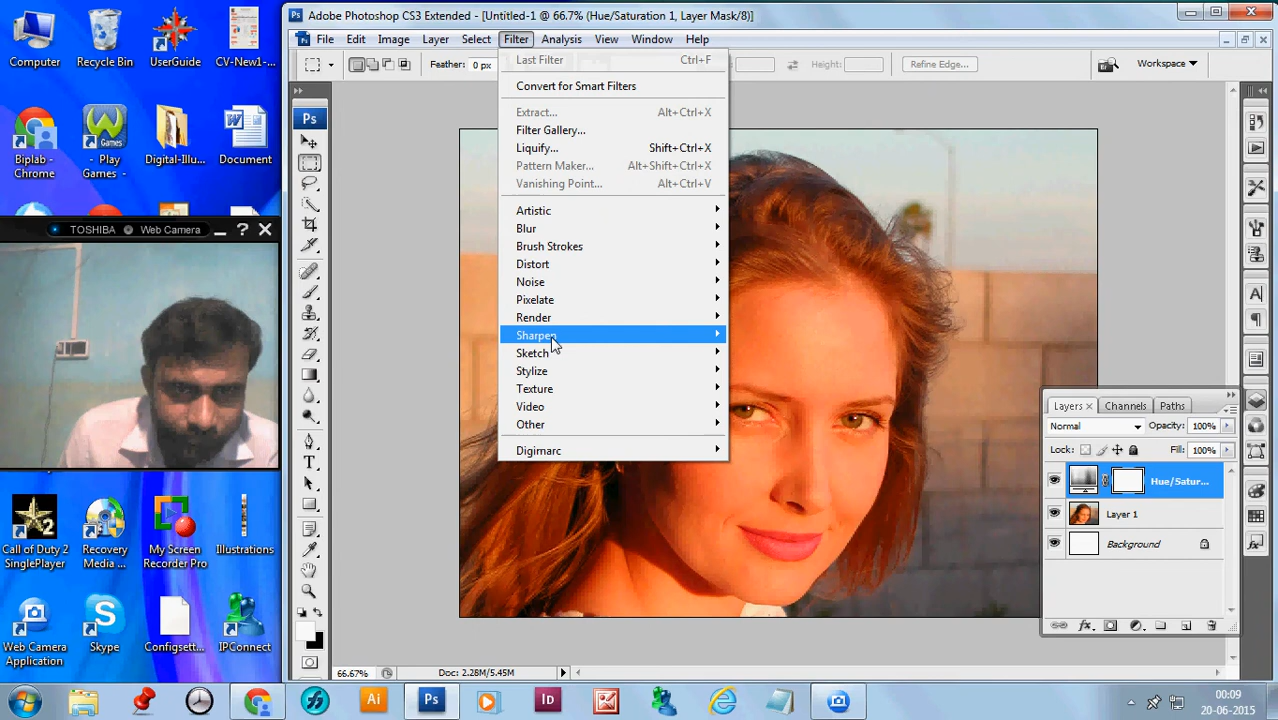 Computer
Recycle Bin
UserGuide
CV-New1-...
Biplab -
Chrome
- Play
Games -
Digital-Illu...
Document
TOSHIBA
Web Camera
?
Call of Duty 2
SinglePlayer
Recovery
Media ...
My Screen
Recorder Pro
Illustrations
Web Camera
Application
Skype
Configsett...
IPConnect
Ps Adobe Photoshop CS3 Extended - [Untitled-1 @ 66.7% (Hue/Saturation 1, Layer Mask/8)]
File Edit Image Layer Select Filter Analysis View Window Help
Feather: 0 px
Height:
Refine Edge...
Workspace
Ps
Last Filter Ctrl+F
Convert for Smart Filters
Extract... Alt+Ctrl+X
Filter Gallery...
Liquify... Shift+Ctrl+X
Pattern Maker... Alt+Shift+Ctrl+X
Vanishing Point... Alt+Ctrl+V
Artistic
Blur
Brush Strokes
Distort
Noise
Pixelate
Render
Sharpen
Sketch
Stylize
Texture
Video
Other
Digimarc
Layers × Channels Paths
Normal Opacity: 100%
Lock: Fill: 100%
Hue/Satur...
Layer 1
Background
66.67% Doc: 2.28M/5.45M
Ai Ps Id
00:09
20-06-2015